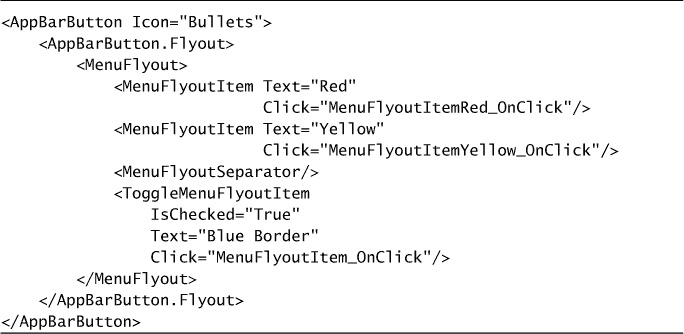 <AppBarButton Icon="Bullets">
    <AppBarButton.Flyout>
        <MenuFlyout>
            <MenuFlyoutItem Text="Red"
                            Click="MenuFlyoutItemRed_OnClick"/>
            <MenuFlyoutItem Text="Yellow"
                            Click="MenuFlyoutItemYellow_OnClick"/>
            <MenuFlyoutSeparator/>
            <ToggleMenuFlyoutItem
                IsChecked="True"
                Text="Blue Border"
                Click="MenuFlyoutItem_OnClick"/>
        </MenuFlyout>
    </AppBarButton.Flyout>
</AppBarButton>